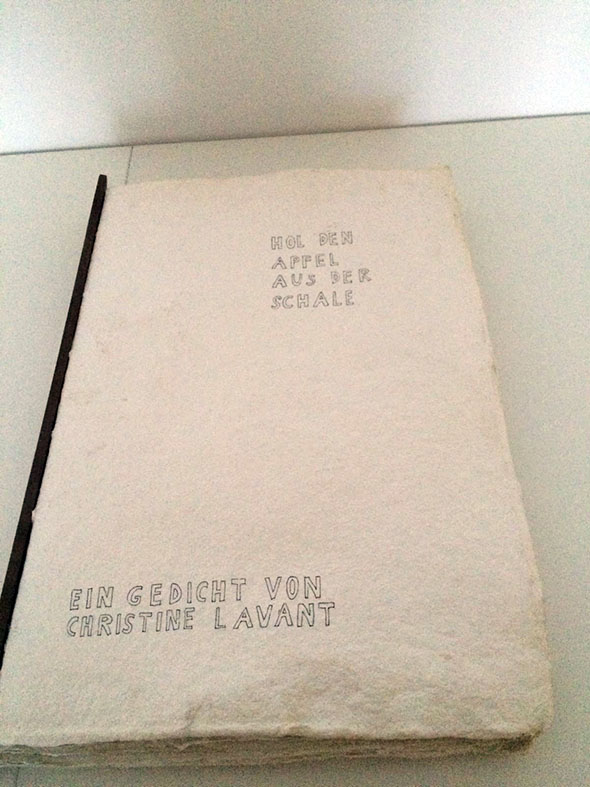 HOL DEN
APFEL
AUS DER
SCHALE
EIN GEDICHT VON
CHRISTINE LAVANT